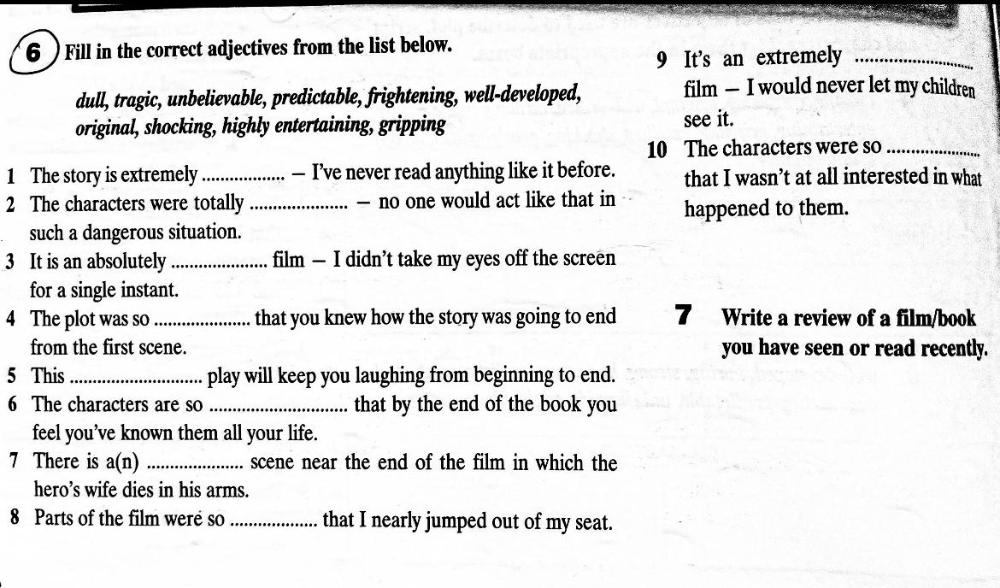 6 Fill in the correct adjectives from the list below.
dull, tragic, unbelievable, predictable, frightening, well-developed,
original, shocking, highly entertaining, gripping
1 The story is extremely .................. – I've never read anything like it before.
2 The characters were totally ...................... – no one would act like that in
such a dangerous situation.
3 It is an absolutely ..................... film – I didn't take my eyes off the screen
for a single instant.
4 The plot was so ..................... that you knew how the story was going to end
from the first scene.
5 This ............................. play will keep you laughing from beginning to end.
6 The characters are so .............................. that by the end of the book you
feel you've known them all your life.
7 There is a(n) ..................... scene near the end of the film in which the
hero's wife dies in his arms.
8 Parts of the film were so ................... that I nearly jumped out of my seat.
9 It's an extremely ..........................
film – I would never let my children
see it.
10 The characters were so .....................
that I wasn't at all interested in what
happened to them.
7 Write a review of a film/book
you have seen or read recently.